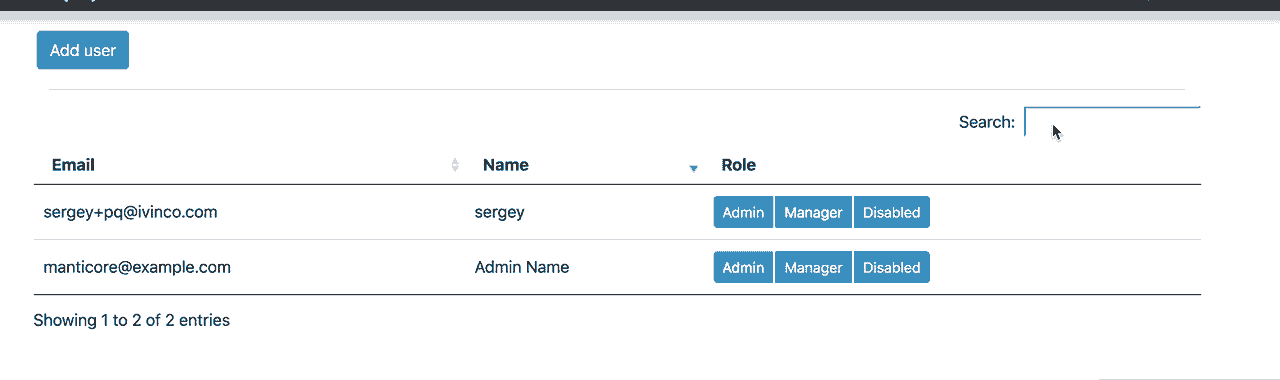 Add user
Search:
Email Name Role
sergey+pq@ivinco.com sergey Admin Manager Disabled
manticore@example.com Admin Name Admin Manager Disabled
Showing 1 to 2 of 2 entries